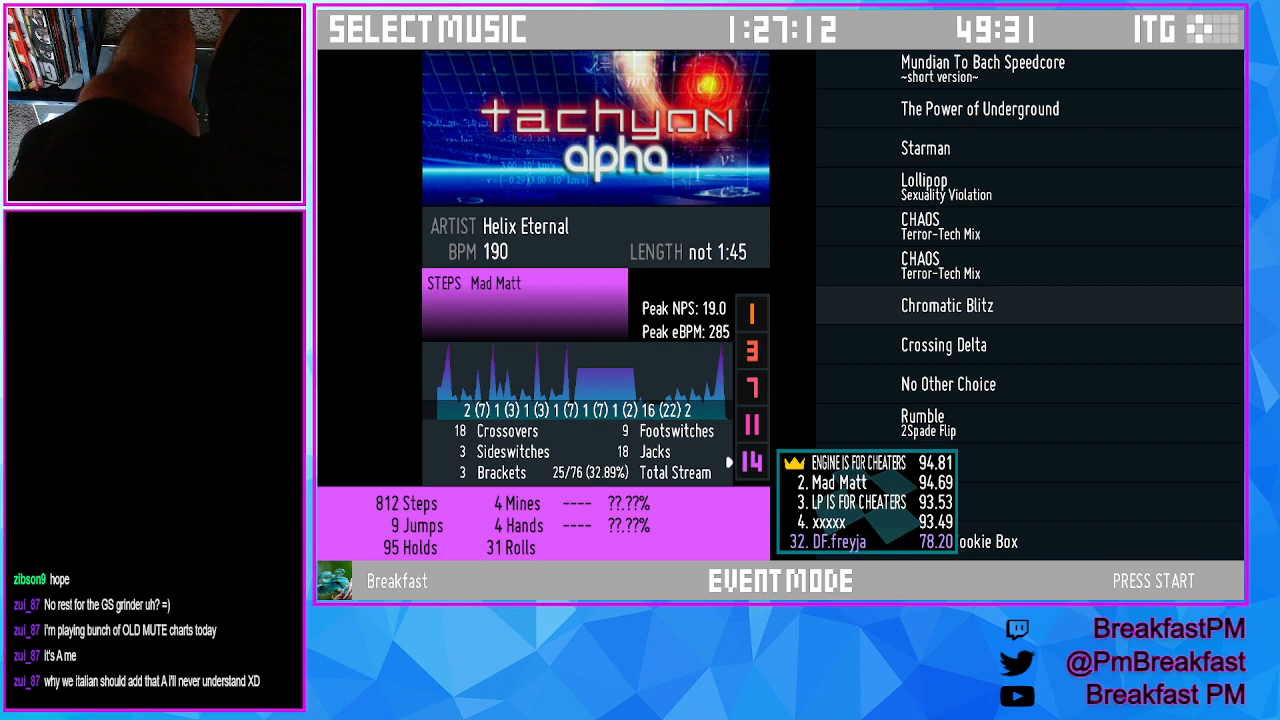 SELECT MUSIC
1:27:12
49:31
ITG
tachyon
alpha
ARTIST Helix Eternal
BPM 190
LENGTH not 1:45
STEPS Mad Matt
Peak NPS: 19.0
Peak eBPM: 285
1
3
7
11
14
2 (7) 1 (3) 1 (3) 1 (7) 1 (7) 1 (2) 16 (22) 2
18 Crossovers
9 Footswitches
3 Sideswitches
18 Jacks
3 Brackets
25/76 (32.89%) Total Stream
812 Steps
4 Mines
---- ??.??%
9 Jumps
4 Hands
---- ??.??%
95 Holds
31 Rolls
Mundian To Bach Speedcore
~short version~
The Power of Underground
Starman
Lollipop
Sexuality Violation
CHAOS
Terror-Tech Mix
CHAOS
Terror-Tech Mix
Chromatic Blitz
Crossing Delta
No Other Choice
Rumble
2Spade Flip
ookie Box
ENGINE IS FOR CHEATERS 94.81
2. Mad Matt 94.69
3. LP IS FOR CHEATERS 93.53
4. xxxxx 93.49
32. DF.freyja 78.20
Breakfast
EVENT MODE
PRESS START
zibson9 hope
zui_87 No rest for the GS grinder uh? =)
zui_87 i'm playing bunch of OLD MUTE charts today
zui_87 it's A me
zui_87 why we italian should add that A i'll never understand XD
BreakfastPM
@PmBreakfast
Breakfast PM